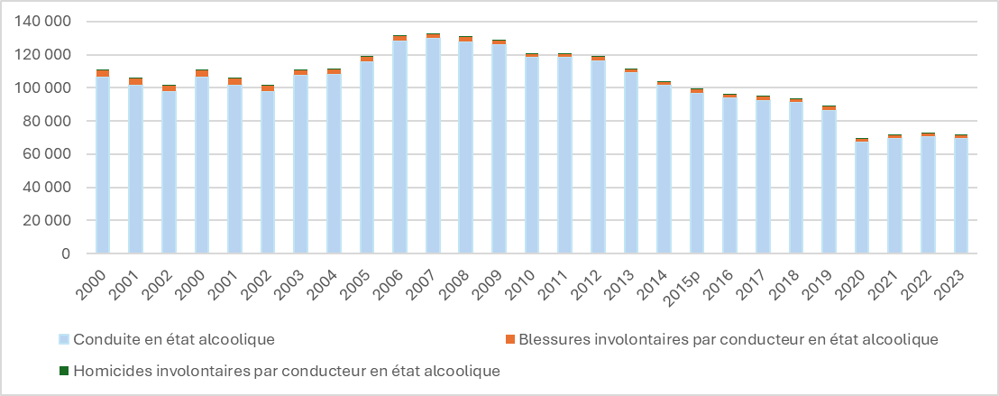 140 000
120 000
100 000
80 000
60 000
40 000
20 000
0
2000 2001 2002 2000 2001 2002 2003 2004 2005 2006 2007 2008 2009 2010 2011 2012 2013 2014 2015p 2016 2017 2018 2019 2020 2021 2022 2023
Conduite en état alcoolique Blessures involontaires par conducteur en état alcoolique
Homicides involontaires par conducteur en état alcoolique